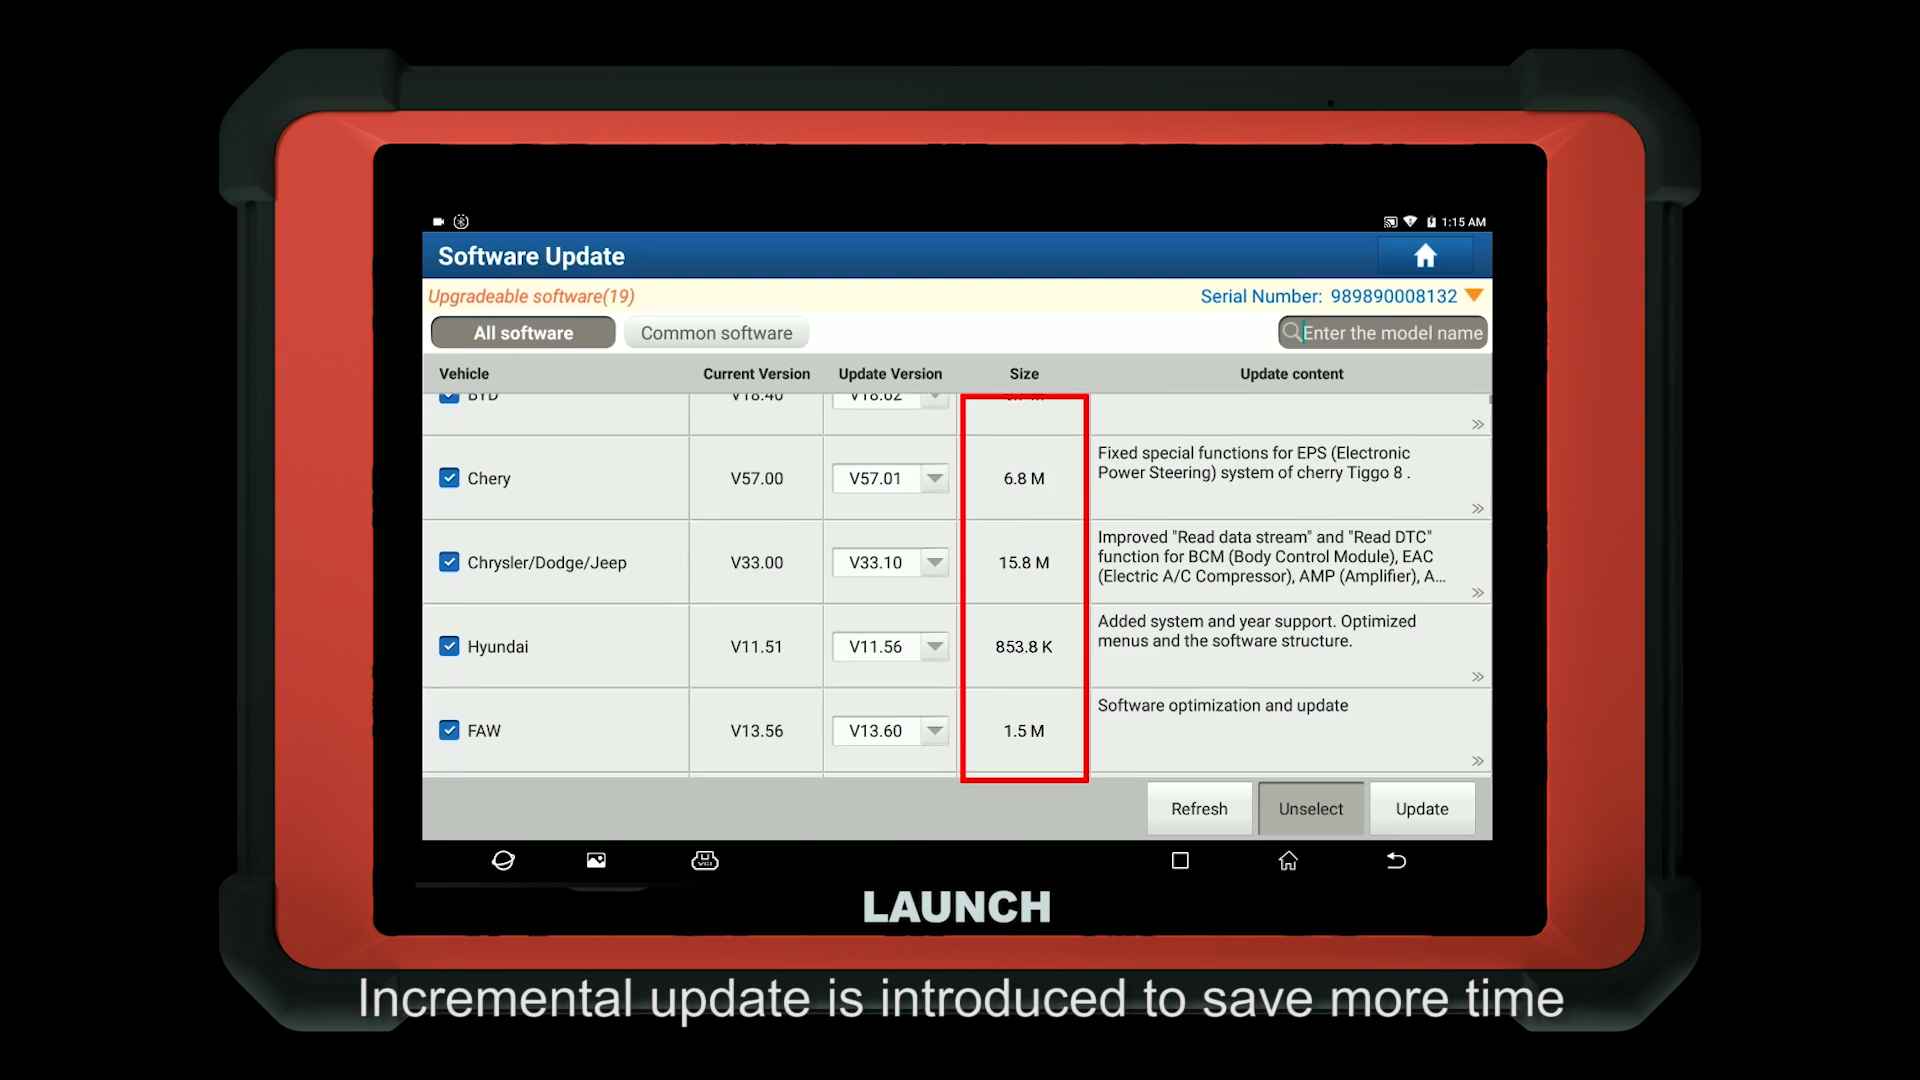 1:15 AM
Software Update
Upgradeable software(19)
Serial Number: 989890008132
All software
Common software
Enter the model name
Vehicle
Current Version
Update Version
Size
Update content
BYD
V18.40
V18.62
Chery
V57.00
V57.01
6.8 M
Fixed special functions for EPS (Electronic
Power Steering) system of cherry Tiggo 8 .
Chrysler/Dodge/Jeep
V33.00
V33.10
15.8 M
Improved "Read data stream" and "Read DTC"
function for BCM (Body Control Module), EAC
(Electric A/C Compressor), AMP (Amplifier), A...
Hyundai
V11.51
V11.56
853.8 K
Added system and year support. Optimized
menus and the software structure.
FAW
V13.56
V13.60
1.5 M
Software optimization and update
Refresh
Unselect
Update
VCI
LAUNCH
Incremental update is introduced to save more time